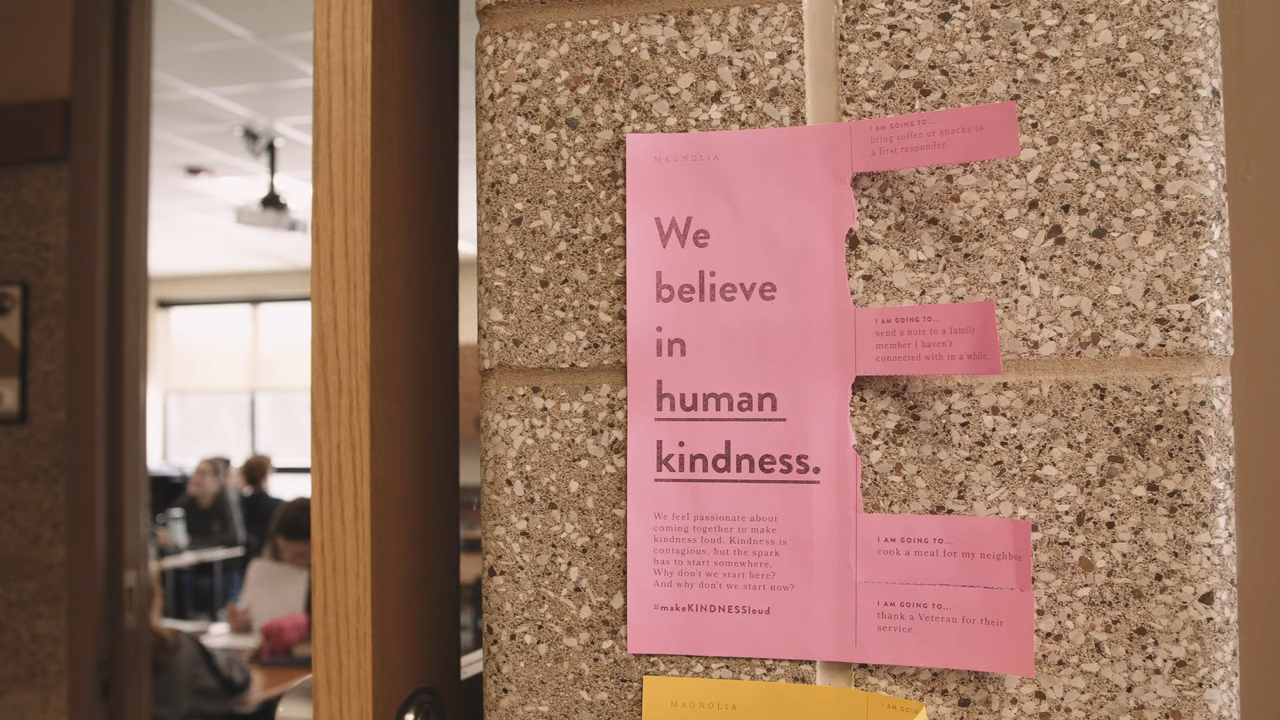 MAGNOLIA
We
believe
in
human
kindness.
We feel passionate about
coming together to make
kindness loud. Kindness is
contagious, but the spark
has to start somewhere.
Why don't we start here?
And why don't we start now?
#makeKINDNESSloud
I AM GOING TO...
bring coffee or snacks to
a first responder.
I AM GOING TO...
send a note to a family
member I haven't
connected with in a while.
I AM GOING TO...
cook a meal for my neighbor
I AM GOING TO...
thank a Veteran for their
service.
MAGNOLIA
I AM GOIN